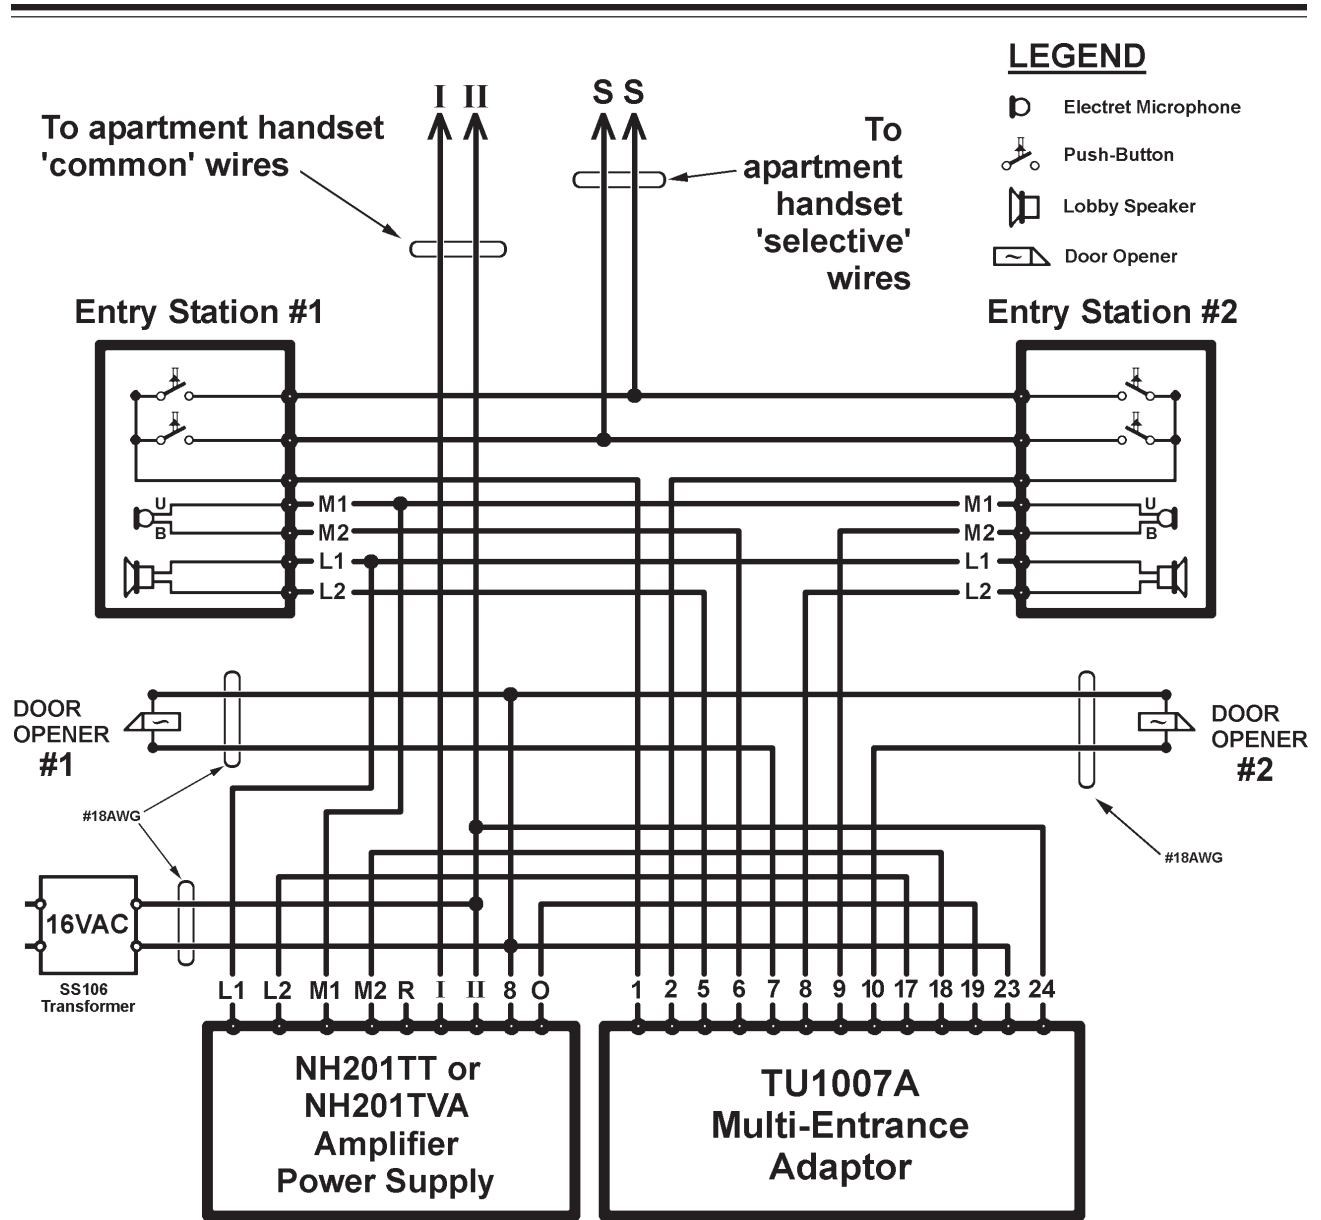 LEGEND
Electret Microphone
Push-Button
Lobby Speaker
Door Opener
I II
S S
To apartment handset
'common' wires
To
apartment
handset
'selective'
wires
Entry Station #1
Entry Station #2
U
B
M1
M2
L1
L2
M1
M2
L1
L2
U
B
DOOR
OPENER
#1
DOOR
OPENER
#2
#18AWG
#18AWG
16VAC
SS106
Transformer
L1 L2 M1 M2 R I II 8 O
1 2 5 6 7 8 9 10 17 18 19 23 24
NH201TT or
NH201TVA
Amplifier
Power Supply
TU1007A
Multi-Entrance
Adaptor